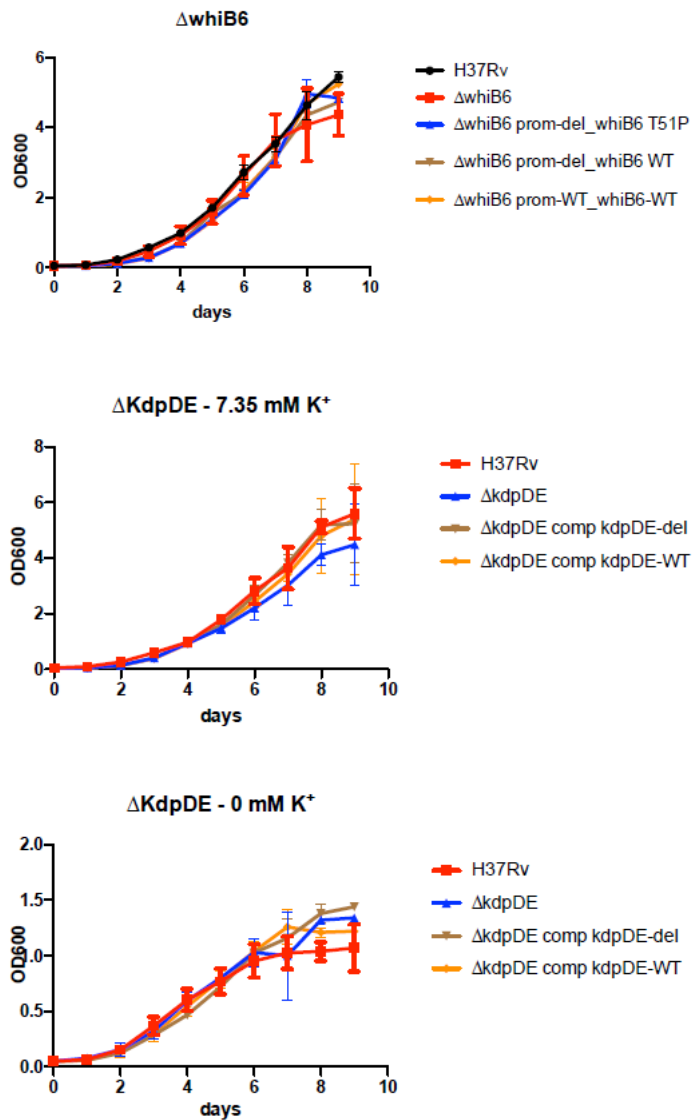 ΔwhiB6
OD600
6
4
2
0
0 2 4 6 8 10
days
H37Rv
ΔwhiB6
ΔwhiB6 prom-del_whiB6 T51P
ΔwhiB6 prom-del_whiB6 WT
ΔwhiB6 prom-WT_whiB6-WT
ΔKdpDE - 7.35 mM K⁺
OD600
8
6
4
2
0
0 2 4 6 8 10
days
H37Rv
ΔkdpDE
ΔkdpDE comp kdpDE-del
ΔkdpDE comp kdpDE-WT
ΔKdpDE - 0 mM K⁺
OD600
2.0
1.5
1.0
0.5
0.0
0 2 4 6 8 10
days
H37Rv
ΔkdpDE
ΔkdpDE comp kdpDE-del
ΔkdpDE comp kdpDE-WT